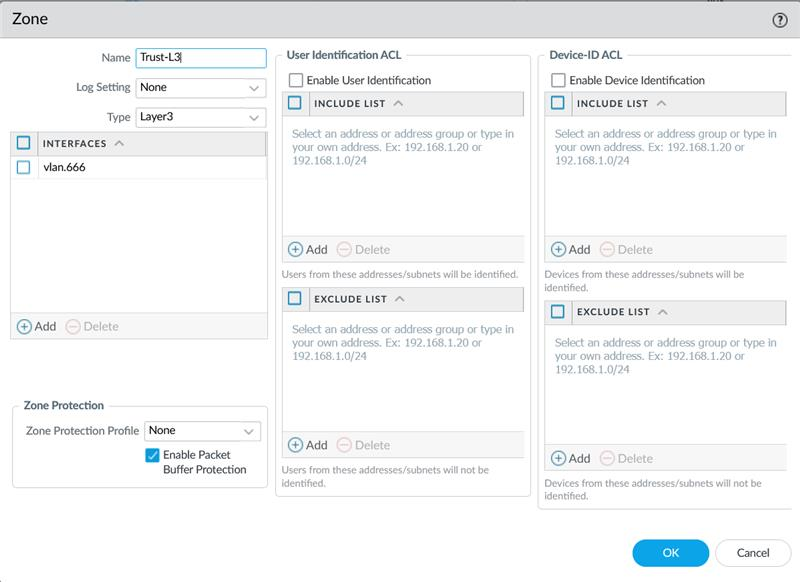 Zone
Name Trust-L3
Log Setting None
Type Layer3
INTERFACES
vlan.666
Add Delete
Zone Protection
Zone Protection Profile None
Enable Packet
Buffer Protection
User Identification ACL
Enable User Identification
INCLUDE LIST
Select an address or address group or type in
your own address. Ex: 192.168.1.20 or
192.168.1.0/24
Add Delete
Users from these addresses/subnets will be identified.
EXCLUDE LIST
Select an address or address group or type in
your own address. Ex: 192.168.1.20 or
192.168.1.0/24
Add Delete
Users from these addresses/subnets will not be
identified.
Device-ID ACL
Enable Device Identification
INCLUDE LIST
Select an address or address group or type in
your own address. Ex: 192.168.1.20 or
192.168.1.0/24
Add Delete
Devices from these addresses/subnets will be
identified.
EXCLUDE LIST
Select an address or address group or type in
your own address. Ex: 192.168.1.20 or
192.168.1.0/24
Add Delete
Devices from these addresses/subnets will not be
identified.
OK Cancel